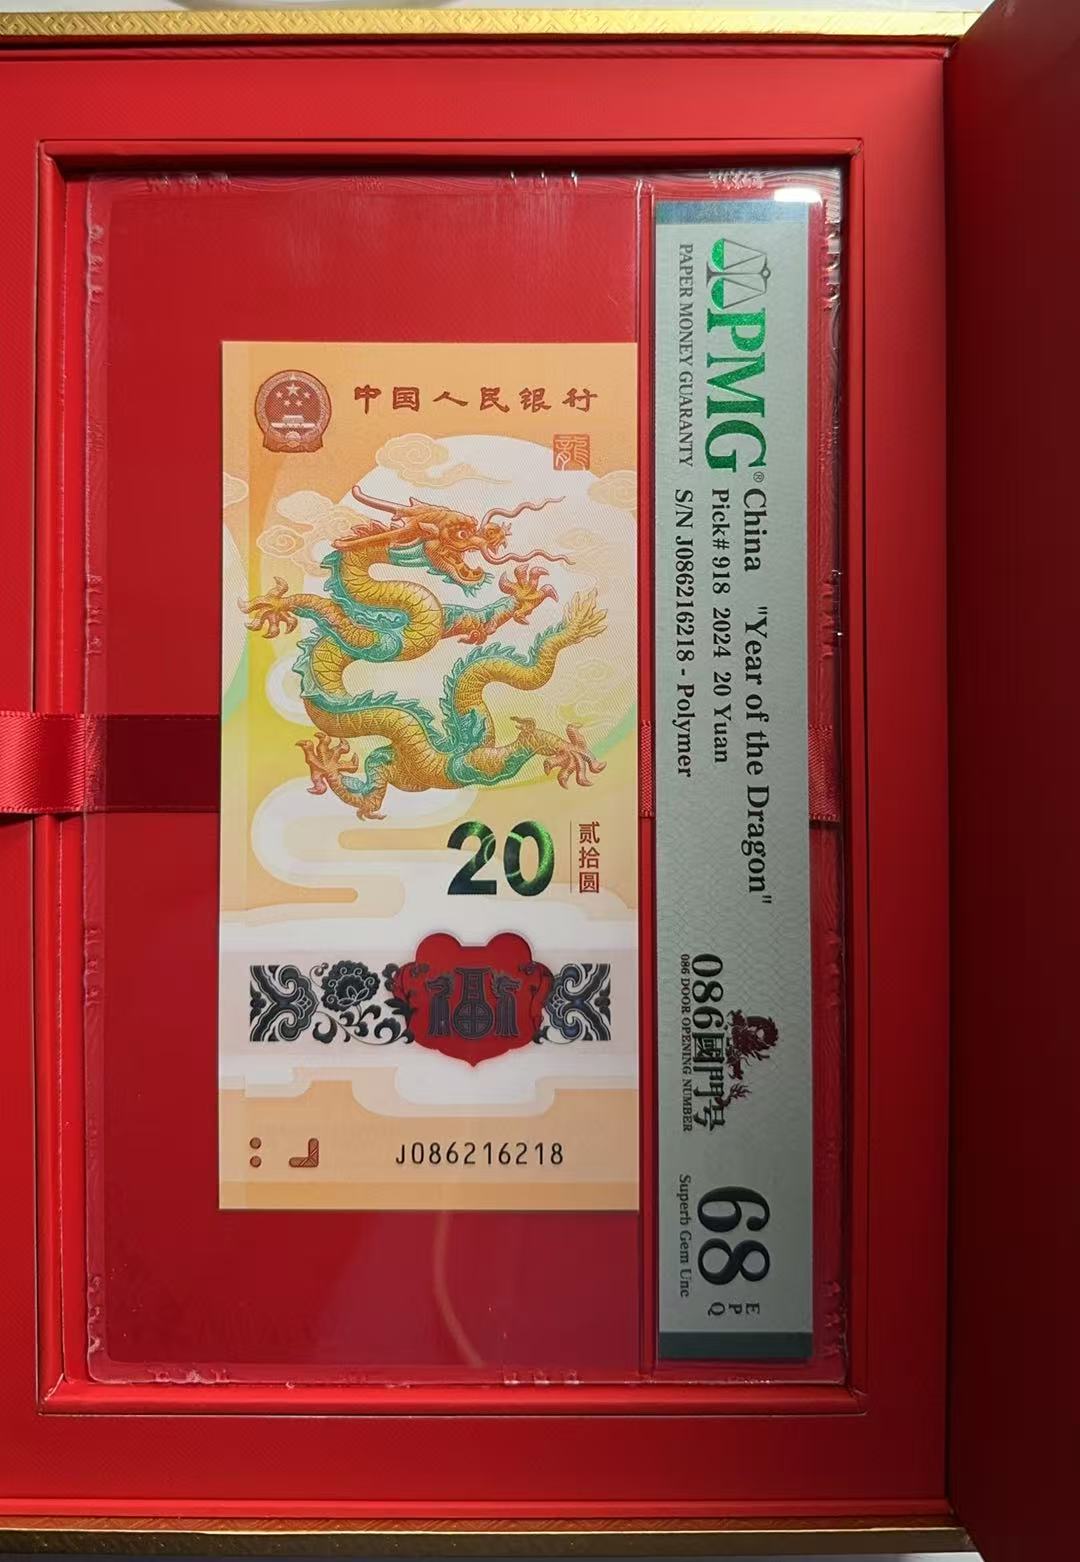 中国人民银行
龍
20
贰拾圆
J086216218
PMG®
PAPER MONEY GUARANTY
China "Year of the Dragon"
Pick# 918 2024 20 Yuan
S/N J086216218 - Polymer
086國門号
086 DOOR OPENING NUMBER
68 EPQ
Superb Gem Unc